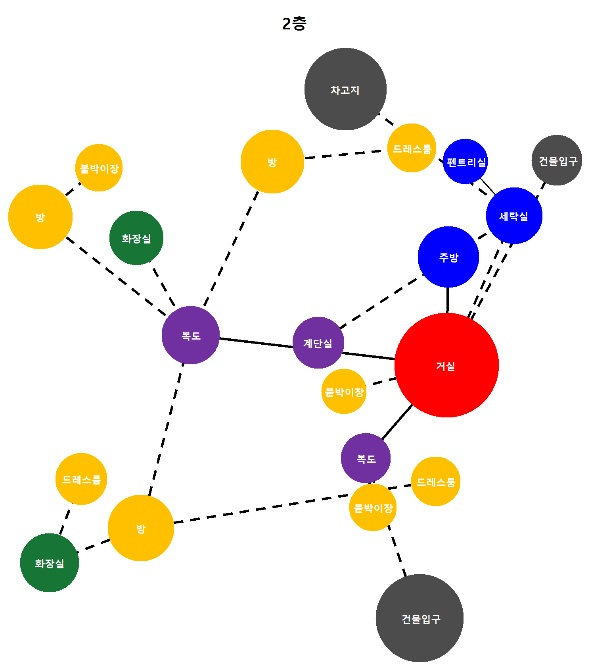 2층
차고지
드레스룸
펜트리실
건물입구
방
붙박이장
방
화장실
세탁실
주방
복도
계단실
거실
붙박이장
복도
드레스룸
드레스룸
붙박이장
방
화장실
건물입구